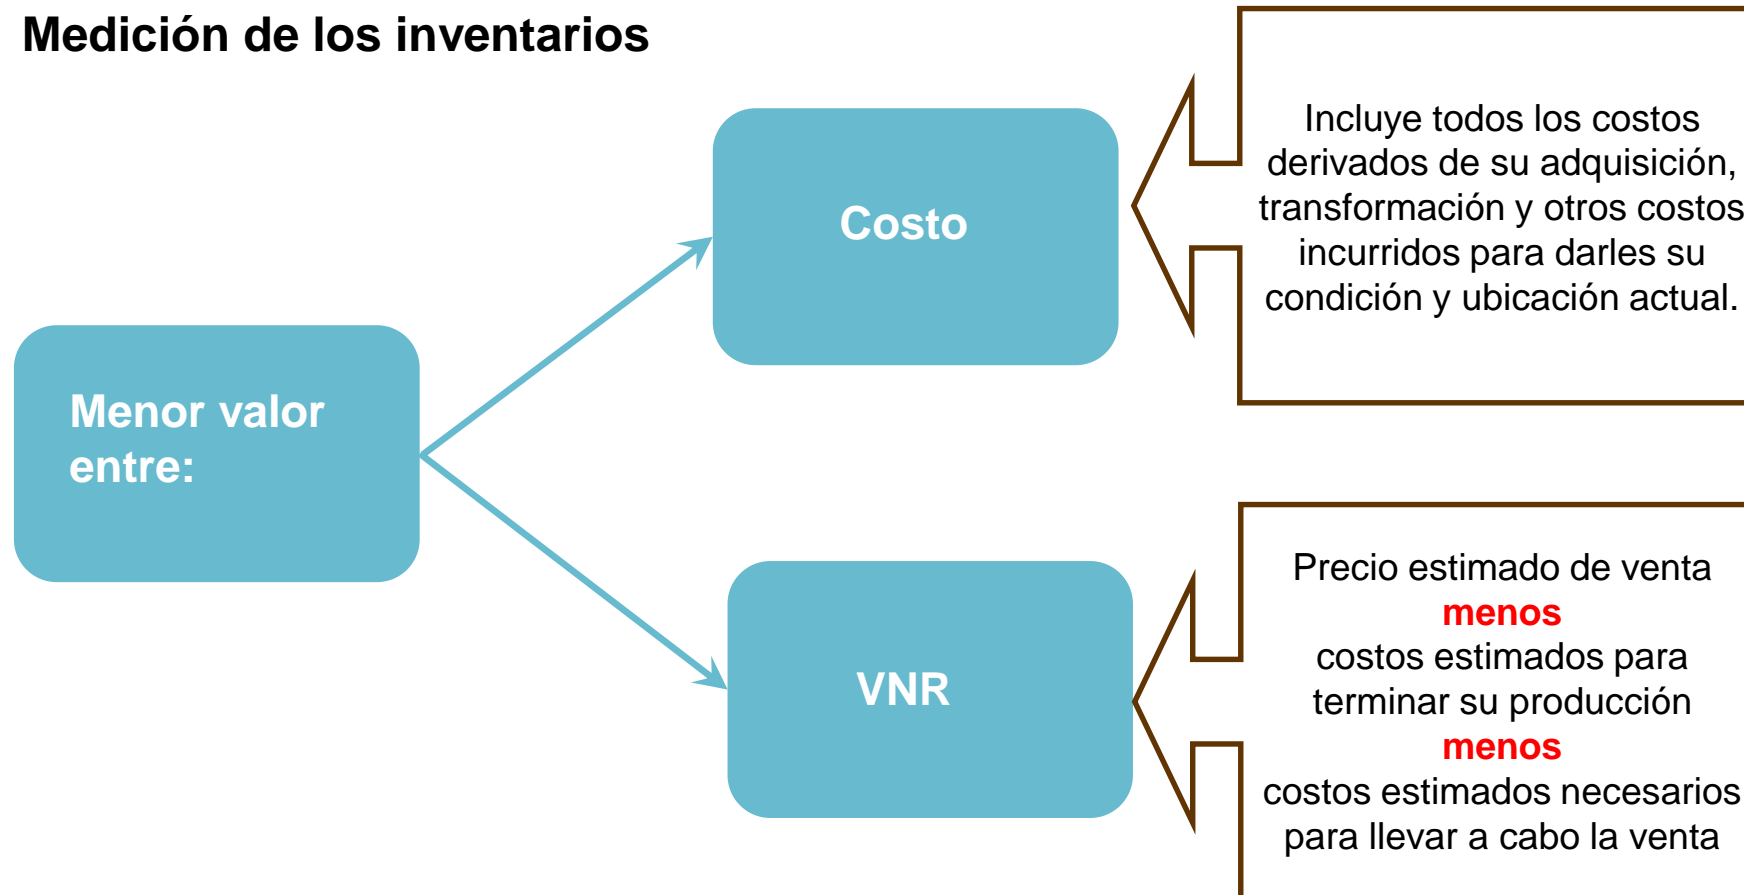 Medición de los inventarios
Menor valor
entre:
Costo
Incluye todos los costos
derivados de su adquisición,
transformación y otros costos
incurridos para darles su
condición y ubicación actual.
VNR
Precio estimado de venta
menos
costos estimados para
terminar su producción
menos
costos estimados necesarios
para llevar a cabo la venta